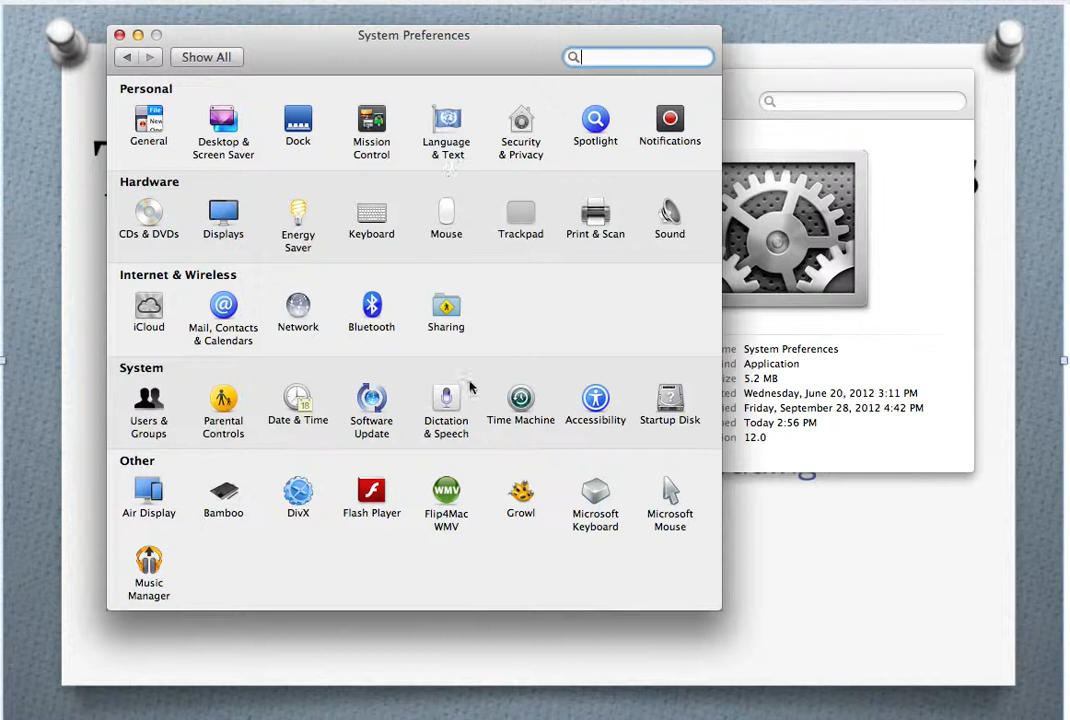 System Preferences
Show All
Personal
General
Desktop &
Screen Saver
Dock
Mission
Control
Language
& Text
Security
& Privacy
Spotlight
Notifications
Hardware
CDs & DVDs
Displays
Energy
Saver
Keyboard
Mouse
Trackpad
Print & Scan
Sound
Internet & Wireless
iCloud
Mail, Contacts
& Calendars
Network
Bluetooth
Sharing
System
Users &
Groups
Parental
Controls
Date & Time
Software
Update
Dictation
& Speech
Time Machine
Accessibility
Startup Disk
Other
Air Display
Bamboo
DivX
Flash Player
Flip4Mac
WMV
Growl
Microsoft
Keyboard
Microsoft
Mouse
Music
Manager
System Preferences
Application
5.2 MB
Wednesday, June 20, 2012 3:11 PM
Friday, September 28, 2012 4:42 PM
Today 2:56 PM
12.0